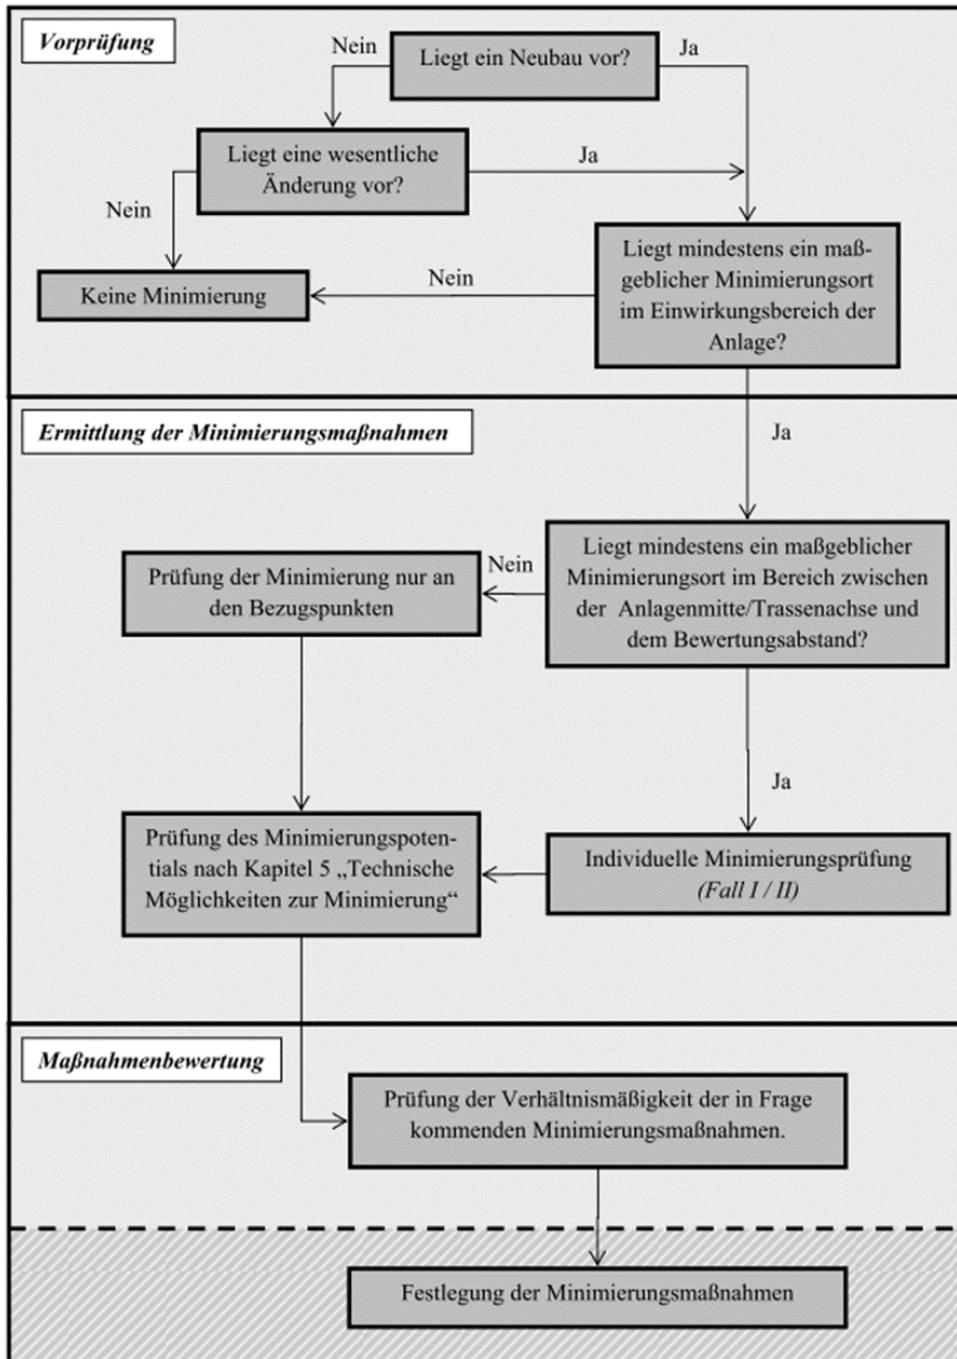 Vorprüfung
Nein
Liegt ein Neubau vor?
Ja
Liegt eine wesentliche
Änderung vor?
Ja
Nein
Liegt mindestens ein maß-
geblicher Minimierungsort
im Einwirkungsbereich der
Anlage?
Nein
Keine Minimierung
Ermittlung der Minimierungsmaßnahmen
Ja
Liegt mindestens ein maßgeblicher
Minimierungsort im Bereich zwischen
der Anlagenmitte/Trassenachse und
dem Bewertungsabstand?
Nein
Prüfung der Minimierung nur an
den Bezugspunkten
Ja
Prüfung des Minimierungspoten-
tials nach Kapitel 5 „Technische
Möglichkeiten zur Minimierung“
Individuelle Minimierungsprüfung
(Fall I / II)
Maßnahmenbewertung
Prüfung der Verhältnismäßigkeit der in Frage
kommenden Minimierungsmaßnahmen.
Festlegung der Minimierungsmaßnahmen